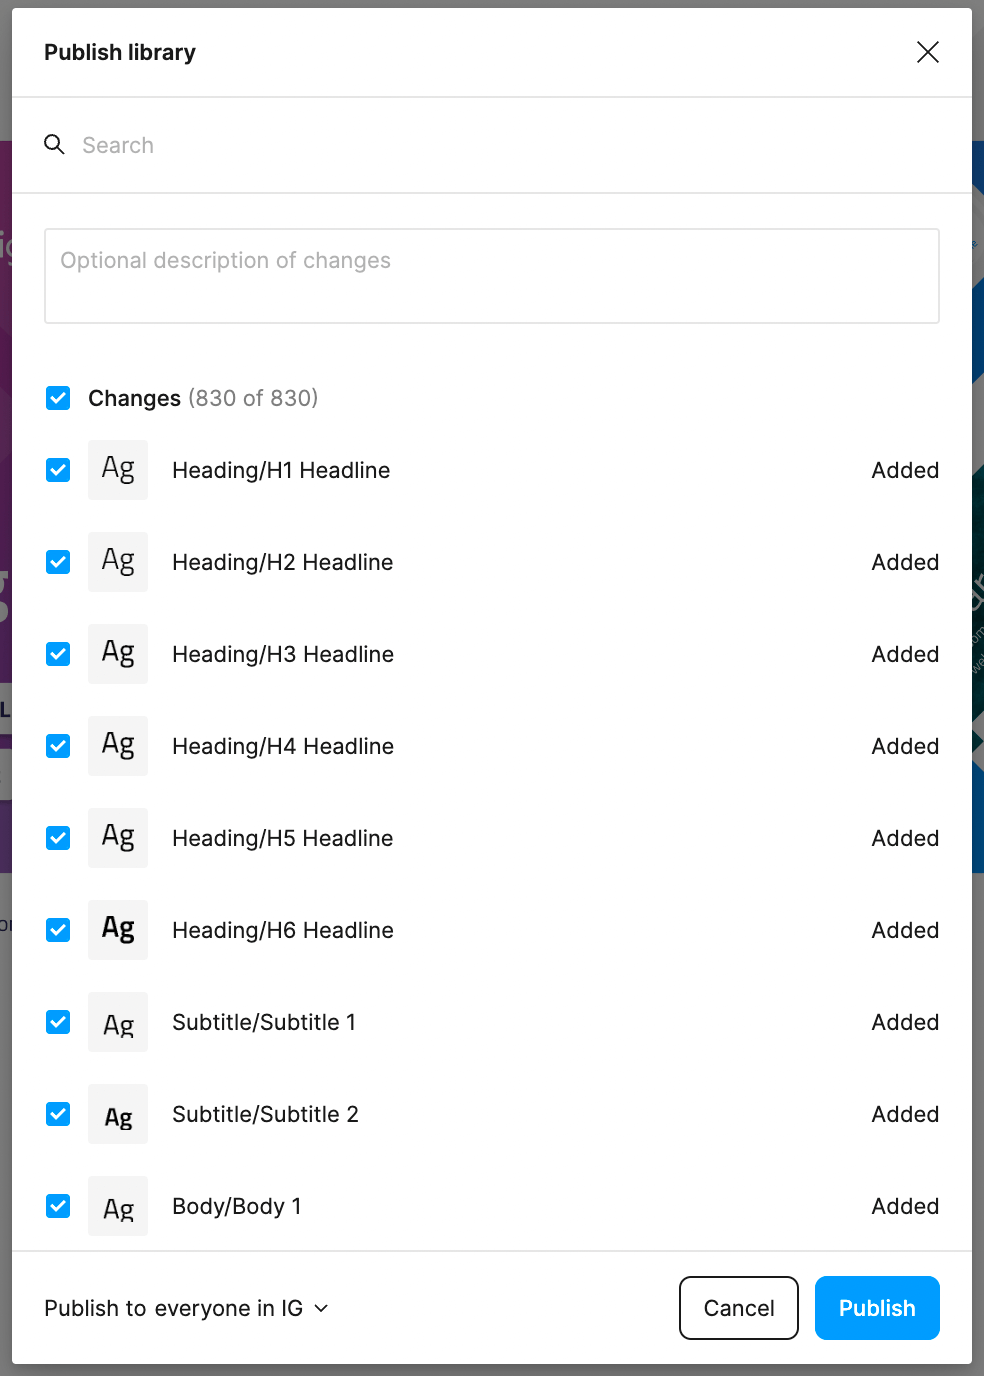 Publish library
Search
Optional description of changes
Changes (830 of 830)
Ag Heading/H1 Headline Added
Ag Heading/H2 Headline Added
Ag Heading/H3 Headline Added
Ag Heading/H4 Headline Added
Ag Heading/H5 Headline Added
Ag Heading/H6 Headline Added
Ag Subtitle/Subtitle 1 Added
Ag Subtitle/Subtitle 2 Added
Ag Body/Body 1 Added
Publish to everyone in IG Cancel Publish